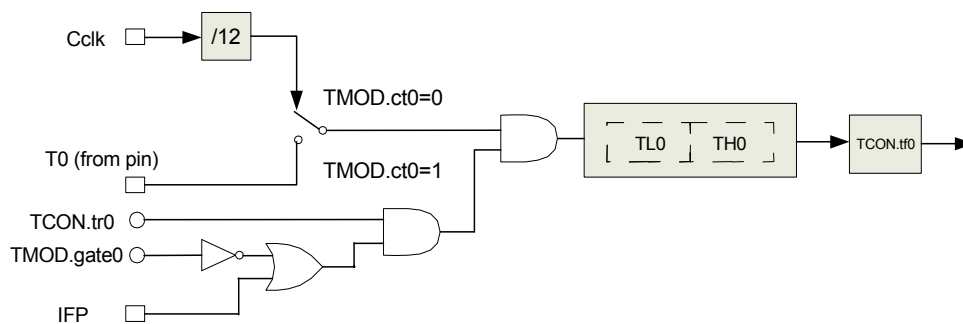 Cclk
/12
TMOD.ct0=0
T0 (from pin)
TMOD.ct0=1
TL0
TH0
TCON.tf0
TCON.tr0
TMOD.gate0
IFP